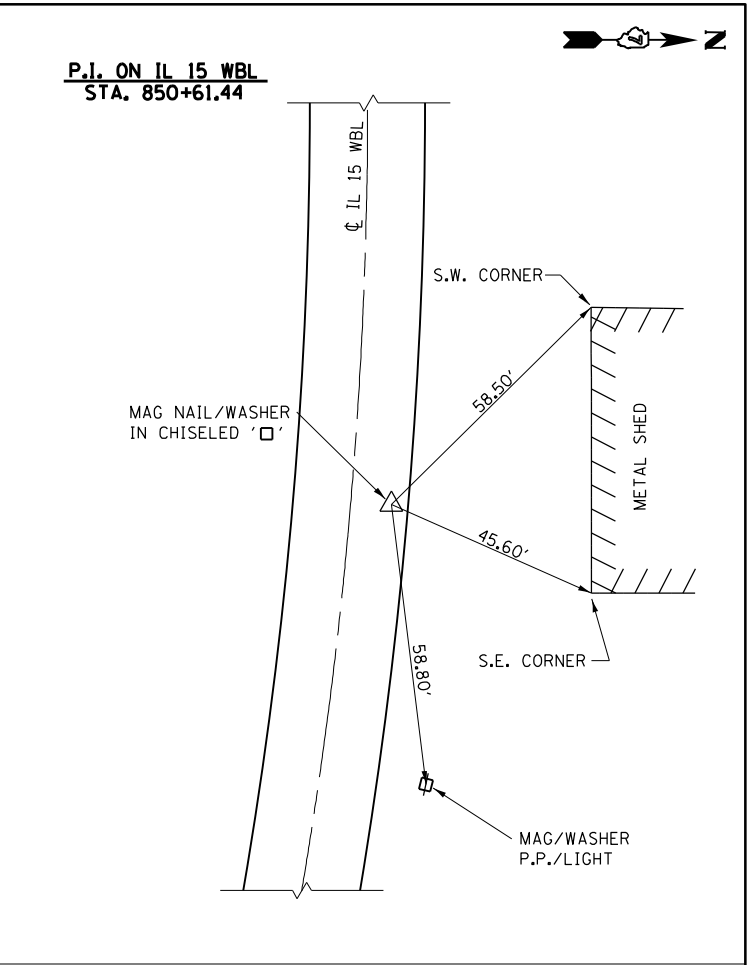 P.I. ON IL 15 WBL
STA. 850+61.44
N
℄ IL 15 WBL
S.W. CORNER
58.50'
MAG NAIL/WASHER
IN CHISELED '□'
METAL SHED
45.60'
S.E. CORNER
58.80'
MAG/WASHER
P.P./LIGHT